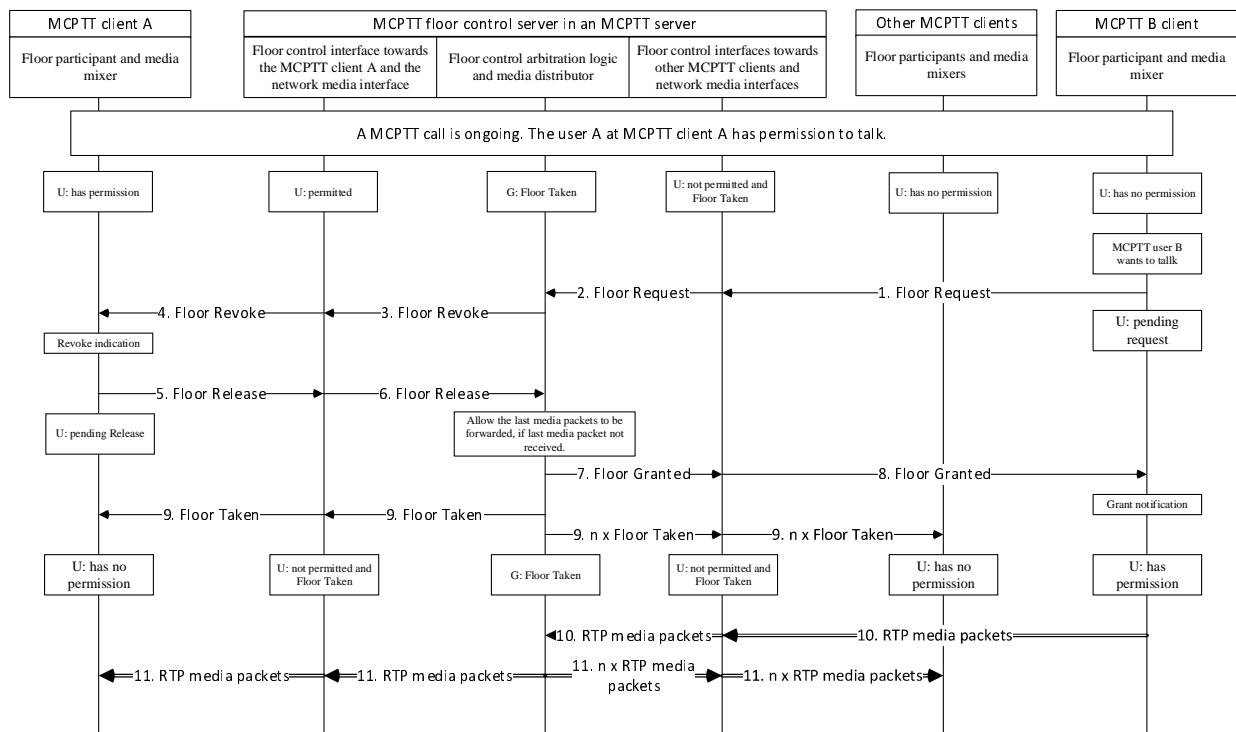 MCPTT client A
MCPTT floor control server in an MCPTT server
Other MCPTT clients
MCPTT B client
Floor participant and media
mixer
Floor control interface towards
the MCPTT client A and the
network media interface
Floor control arbitration logic
and media distributor
Floor control interfaces towards
other MCPTT clients and
network media interfaces
Floor participants and media
mixers
Floor participant and media
mixer
A MCPTT call is ongoing. The user A at MCPTT client A has permission to talk.
U: has permission
U: permitted
G: Floor Taken
U: not permitted and
Floor Taken
U: has no permission
U: has no permission
MCPTT user B
wants to tallk
2. Floor Request
1. Floor Request
4. Floor Revoke
3. Floor Revoke
U: pending
request
Revoke indication
5. Floor Release
6. Floor Release
U: pending Release
Allow the last media packets to be
forwarded, if last media packet not
received.
7. Floor Granted
8. Floor Granted
Grant notification
9. Floor Taken
9. Floor Taken
9. n x Floor Taken
9. n x Floor Taken
U: has no
permission
U: not permitted and
Floor Taken
G: Floor Taken
U: not permitted and
Floor Taken
U: has no
permission
U: has
permission
10. RTP media packets
10. RTP media packets
11. RTP media packets
11. RTP media packets
11. n x RTP media
packets
11. n x RTP media packets